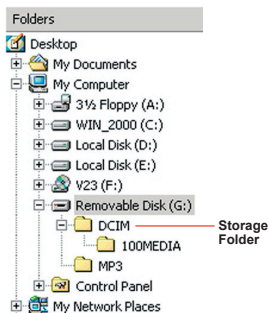 Folders
Desktop
My Documents
My Computer
3½ Floppy (A:)
WIN_2000 (C:)
Local Disk (D:)
Local Disk (E:)
V23 (F:)
Removable Disk (G:)
DCIM
Storage Folder
100MEDIA
MP3
Control Panel
My Network Places